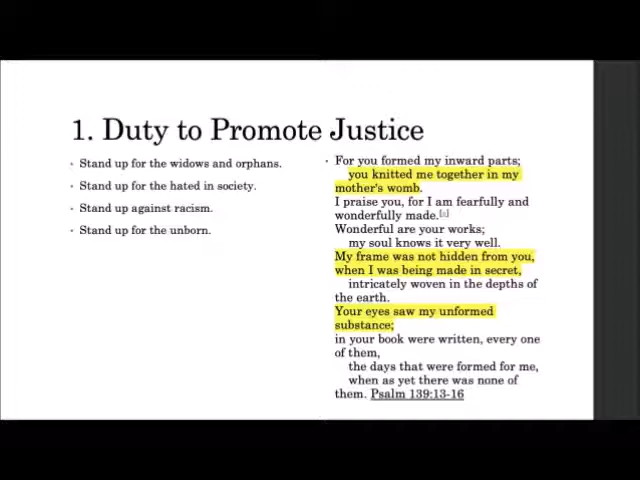 1. Duty to Promote Justice
Stand up for the widows and orphans.
Stand up for the hated in society.
Stand up against racism.
Stand up for the unborn.
For you formed my inward parts;
you knitted me together in my
mother's womb.
I praise you, for I am fearfully and
wonderfully made.
Wonderful are your works;
my soul knows it very well.
My frame was not hidden from you,
when I was being made in secret,
intricately woven in the depths of
the earth.
Your eyes saw my unformed
substance;
in your book were written, every one
of them,
the days that were formed for me,
when as yet there was none of
them. Psalm 139:13-16